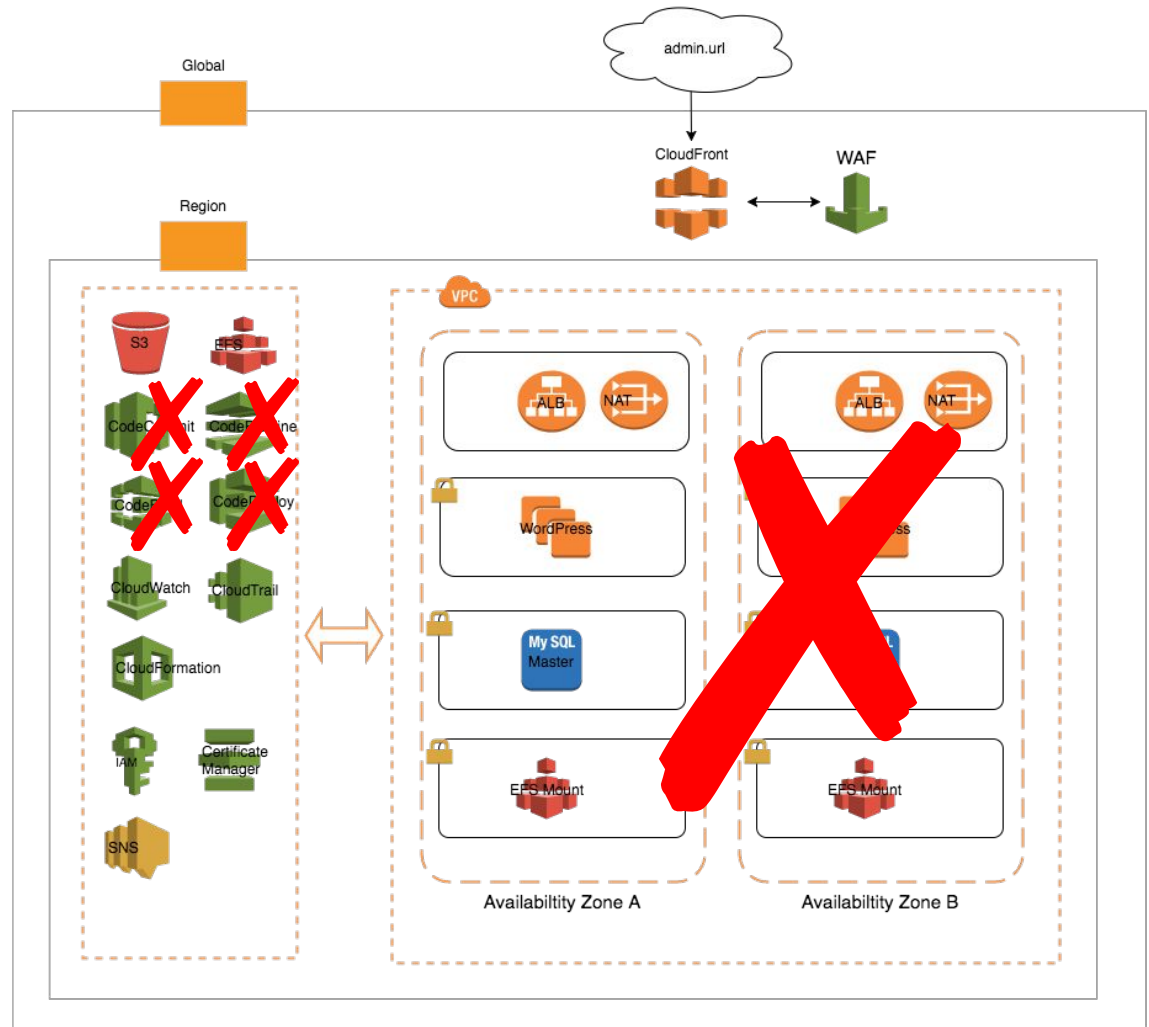 admin.url
Global
CloudFront
WAF
Region
VPC
S3
EFS
CloudWatch
CloudTrail
CloudFormation
IAM
Certificate
Manager
SNS
ALB
NAT
WordPress
My SQL
Master
EFS Mount
Availabiltity Zone A
ALB
NAT
EFS Mount
Availabiltity Zone B